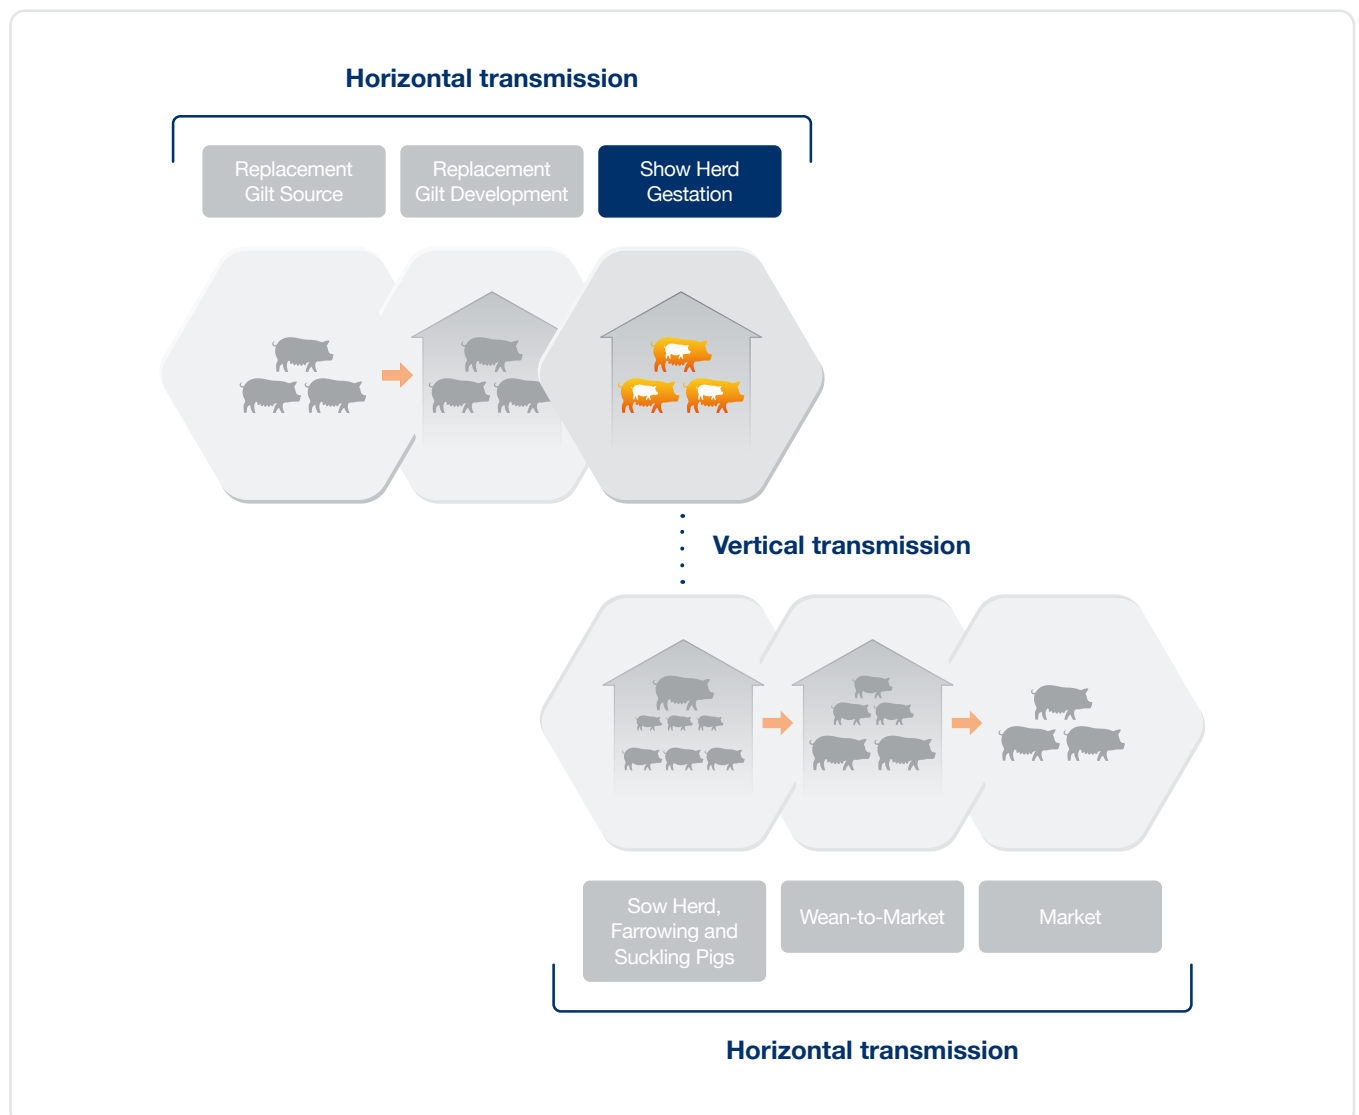 Horizontal transmission
Replacement
Gilt Source
Replacement
Gilt Development
Show Herd
Gestation
Vertical transmission
Sow Herd,
Farrowing and
Suckling Pigs
Wean-to-Market
Market
Horizontal transmission